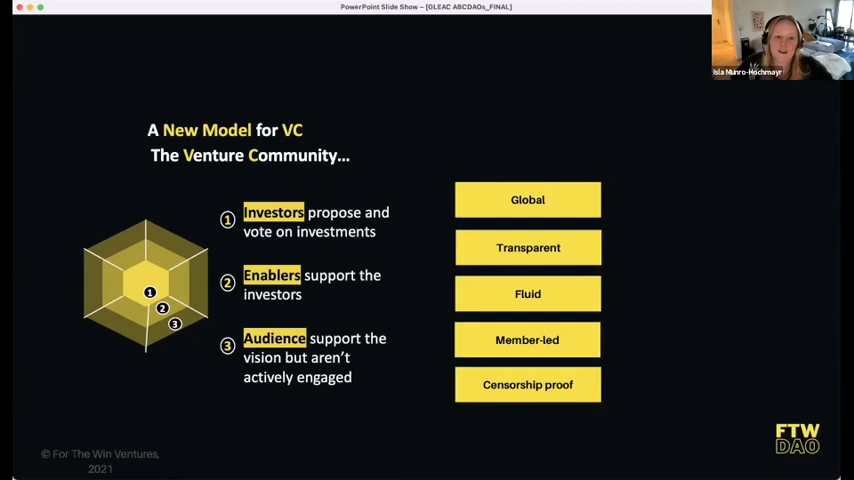 PowerPoint Slide Show – [GLEAC ABCDAOs_FINAL]
Isla Munro-Hochmayr
A New Model for VC
The Venture Community...
1 Investors propose and
vote on investments
2 Enablers support the
investors
3 Audience support the
vision but aren't
actively engaged
1
2
3
Global
Transparent
Fluid
Member-led
Censorship proof
© For The Win Ventures,
2021
FTW
DAO